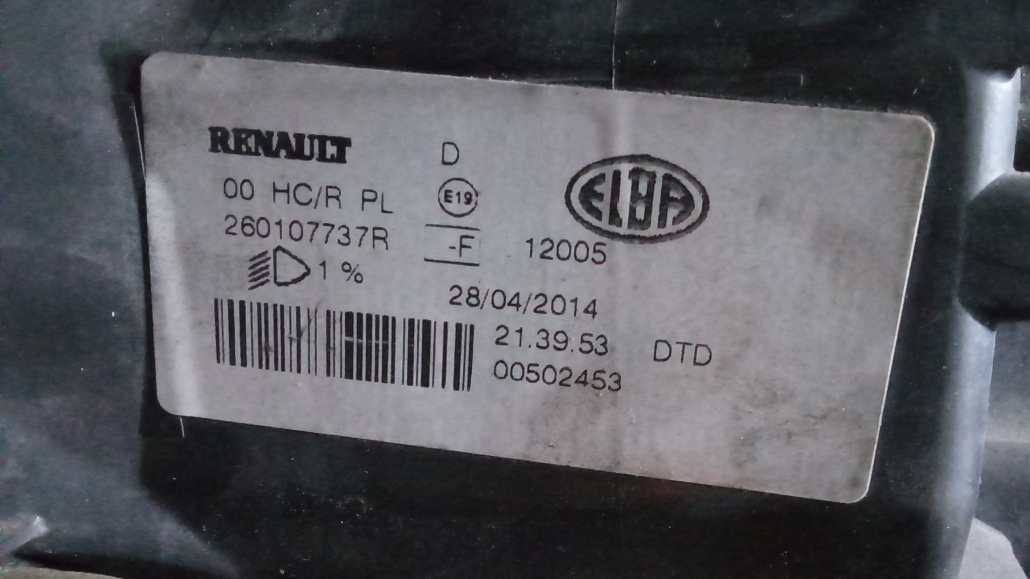 RENAULT D
00 HC/R PL E19 ELBA
260107737R -F 12005
1 %
28/04/2014
21.39.53 DTD
00502453